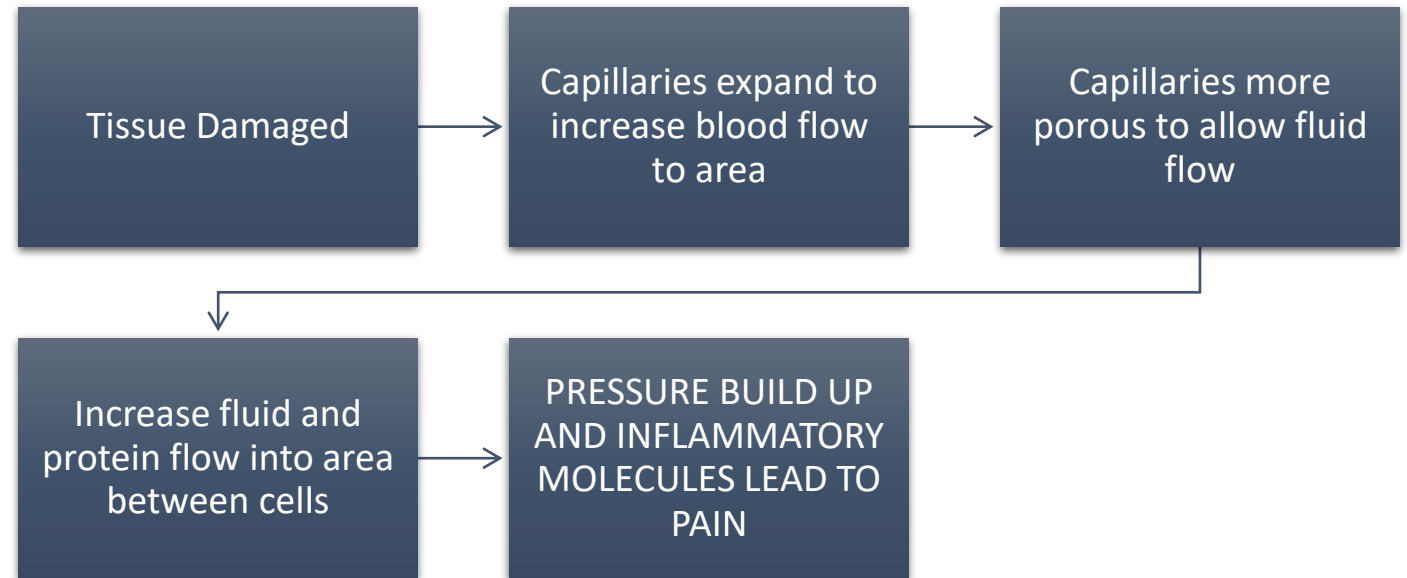 Tissue Damaged
Capillaries expand to
increase blood flow
to area
Capillaries more
porous to allow fluid
flow
Increase fluid and
protein flow into area
between cells
PRESSURE BUILD UP
AND INFLAMMATORY
MOLECULES LEAD TO
PAIN